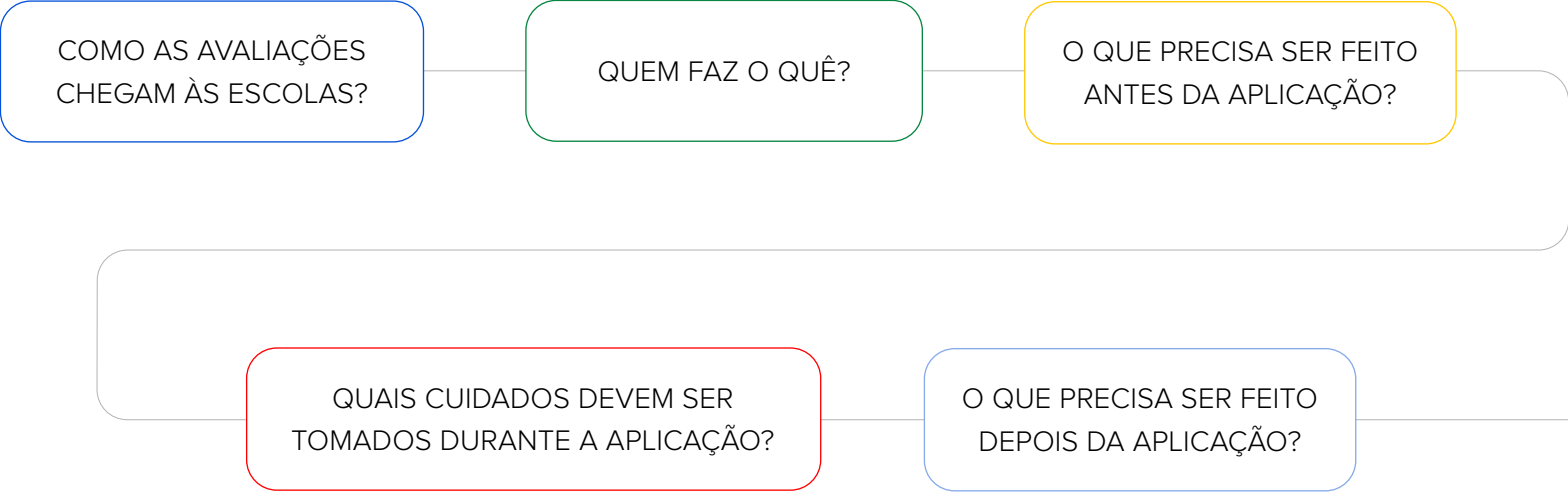 COMO AS AVALIAÇÕES
CHEGAM ÀS ESCOLAS?
QUEM FAZ O QUÊ?
O QUE PRECISA SER FEITO
ANTES DA APLICAÇÃO?
QUAIS CUIDADOS DEVEM SER
TOMADOS DURANTE A APLICAÇÃO?
O QUE PRECISA SER FEITO
DEPOIS DA APLICAÇÃO?